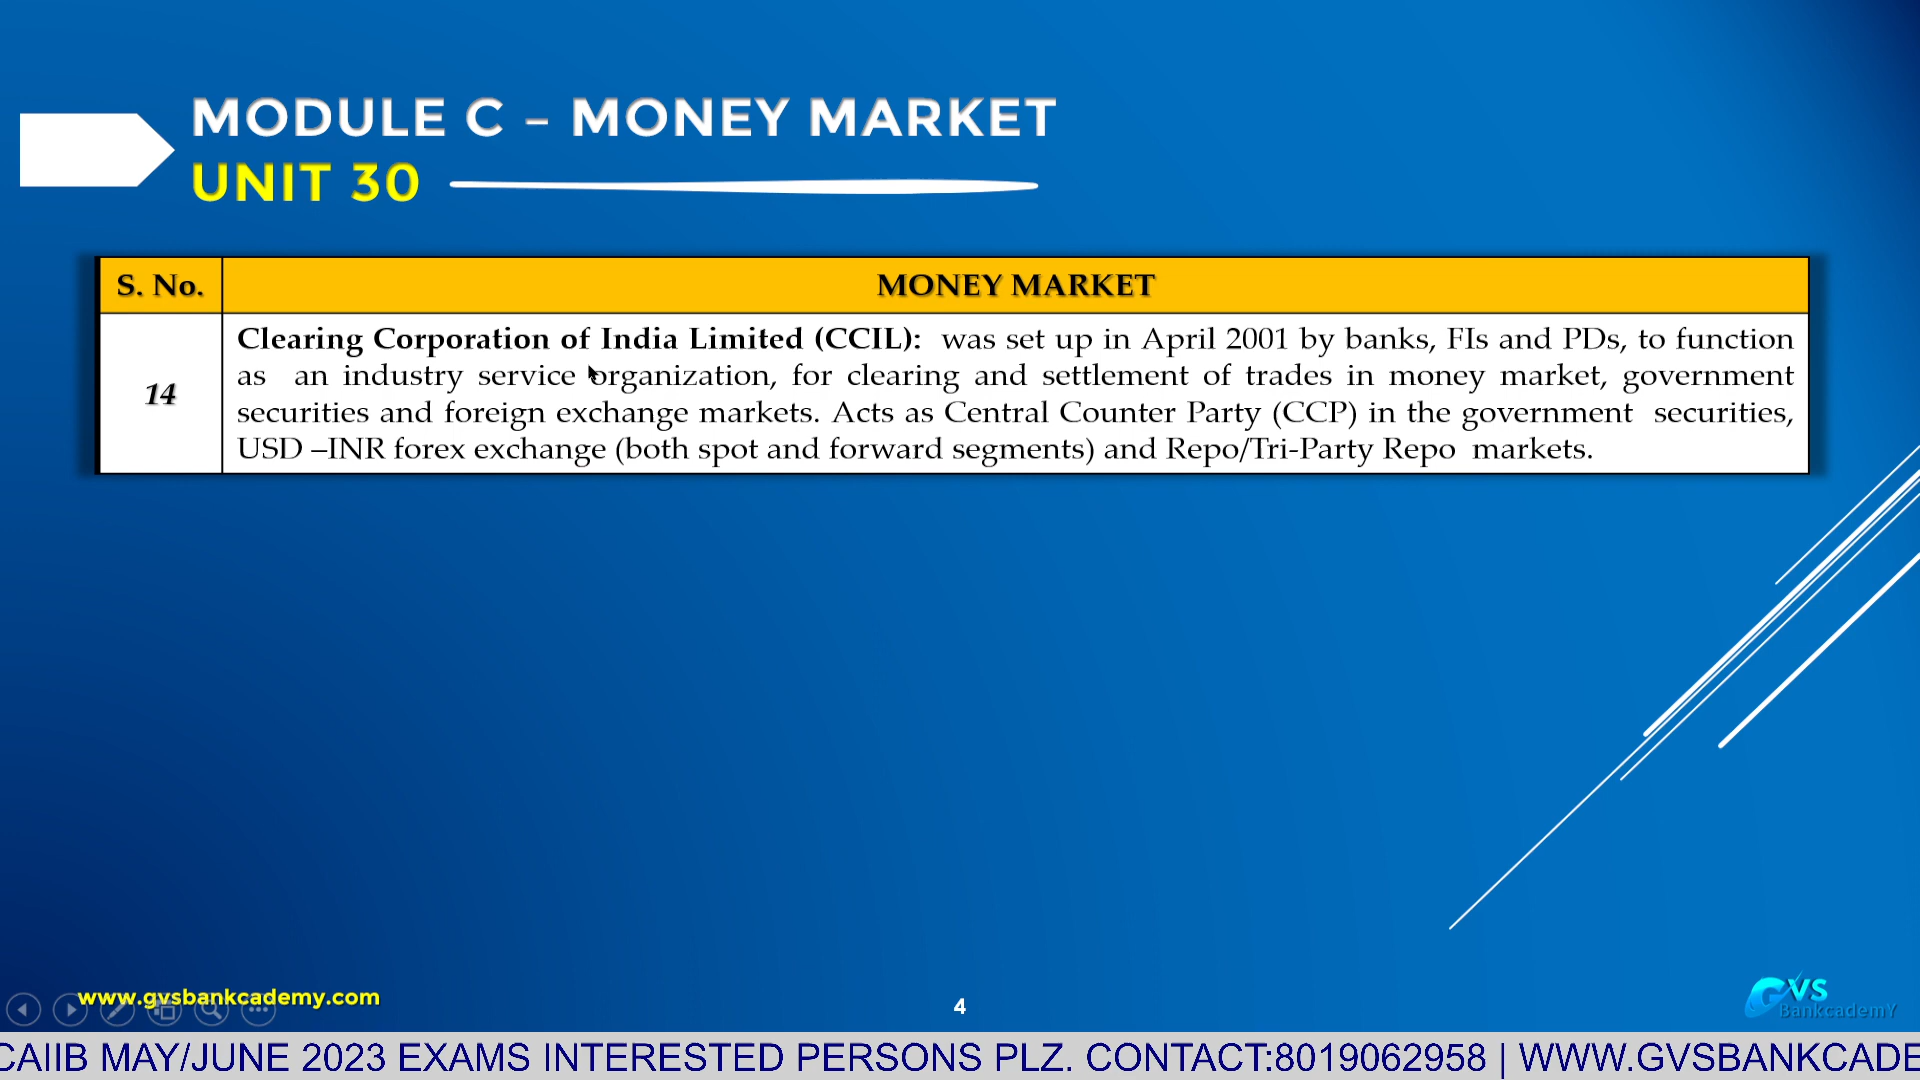 MODULE C – MONEY MARKET
UNIT 30
S. No.
MONEY MARKET
14
Clearing Corporation of India Limited (CCIL): was set up in April 2001 by banks, FIs and PDs, to function
as an industry service organization, for clearing and settlement of trades in money market, government
securities and foreign exchange markets. Acts as Central Counter Party (CCP) in the government securities,
USD –INR forex exchange (both spot and forward segments) and Repo/Tri-Party Repo markets.
www.gvsbankcademy.com
4
GVS
BankcademY
CAIIB MAY/JUNE 2023 EXAMS INTERESTED PERSONS PLZ. CONTACT:8019062958 | WWW.GVSBANKCADE